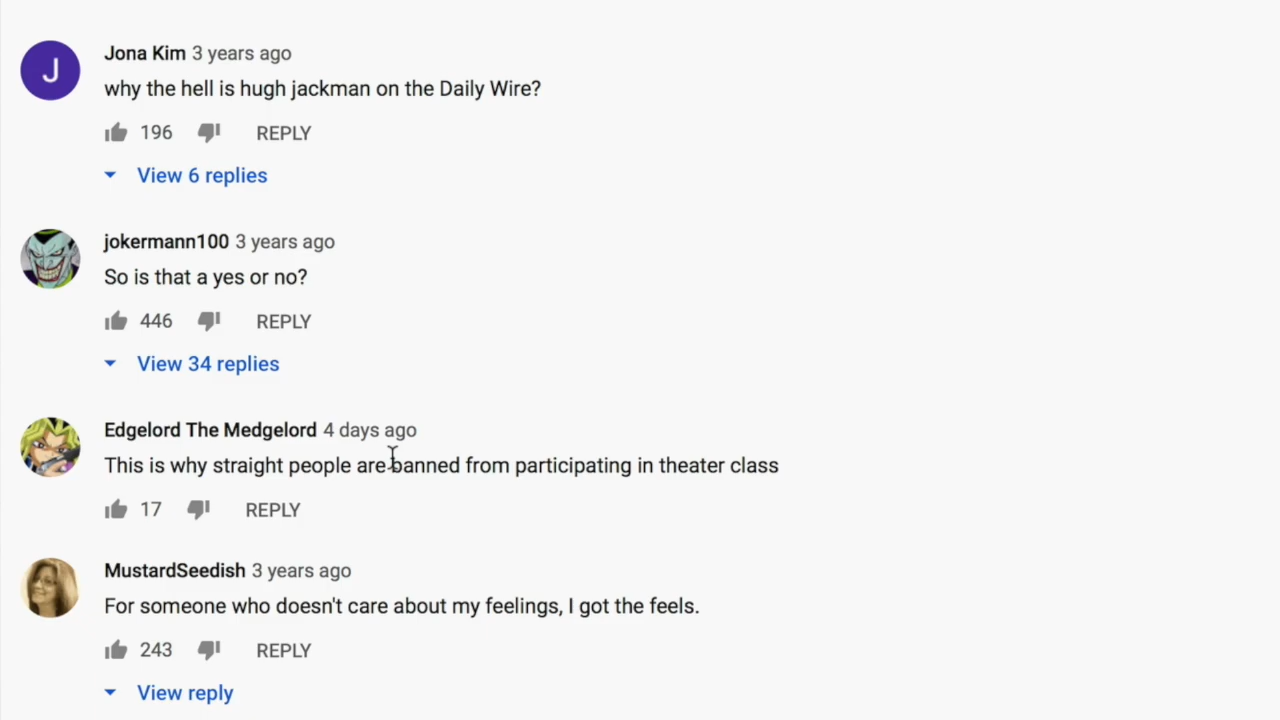 J
Jona Kim 3 years ago
why the hell is hugh jackman on the Daily Wire?
196 REPLY
View 6 replies
jokermann100 3 years ago
So is that a yes or no?
446 REPLY
View 34 replies
Edgelord The Medgelord 4 days ago
This is why straight people are banned from participating in theater class
17 REPLY
MustardSeedish 3 years ago
For someone who doesn't care about my feelings, I got the feels.
243 REPLY
View reply